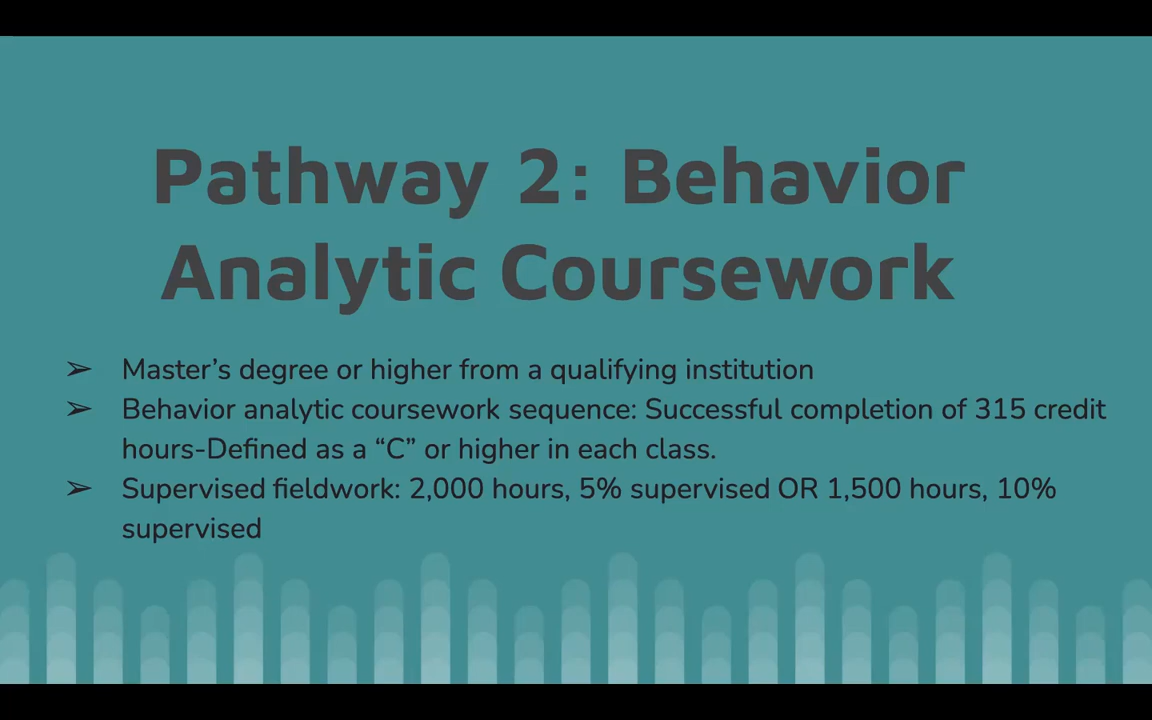 Pathway 2: Behavior
Analytic Coursework
➢ Master’s degree or higher from a qualifying institution
➢ Behavior analytic coursework sequence: Successful completion of 315 credit
hours-Defined as a “C” or higher in each class.
➢ Supervised fieldwork: 2,000 hours, 5% supervised OR 1,500 hours, 10%
supervised